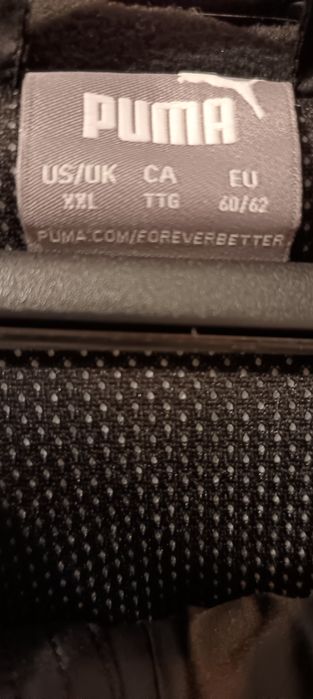 PUMA
US/UK CA EU
XXL TTG 60/62
PUMA.COM/FOREVERBETTER